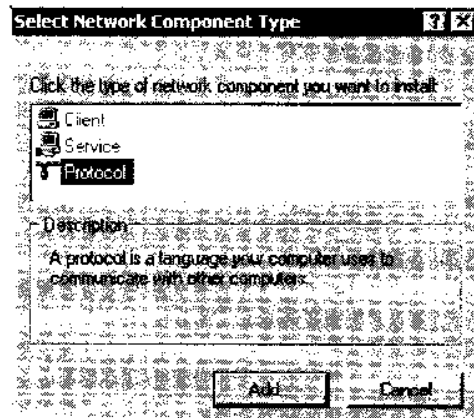 Select Network Component Type
Click the type of network component you want to install:
Client
Service
Protocol
Description
A protocol is a language your computer uses to
communicate with other computers.
Add...
Cancel